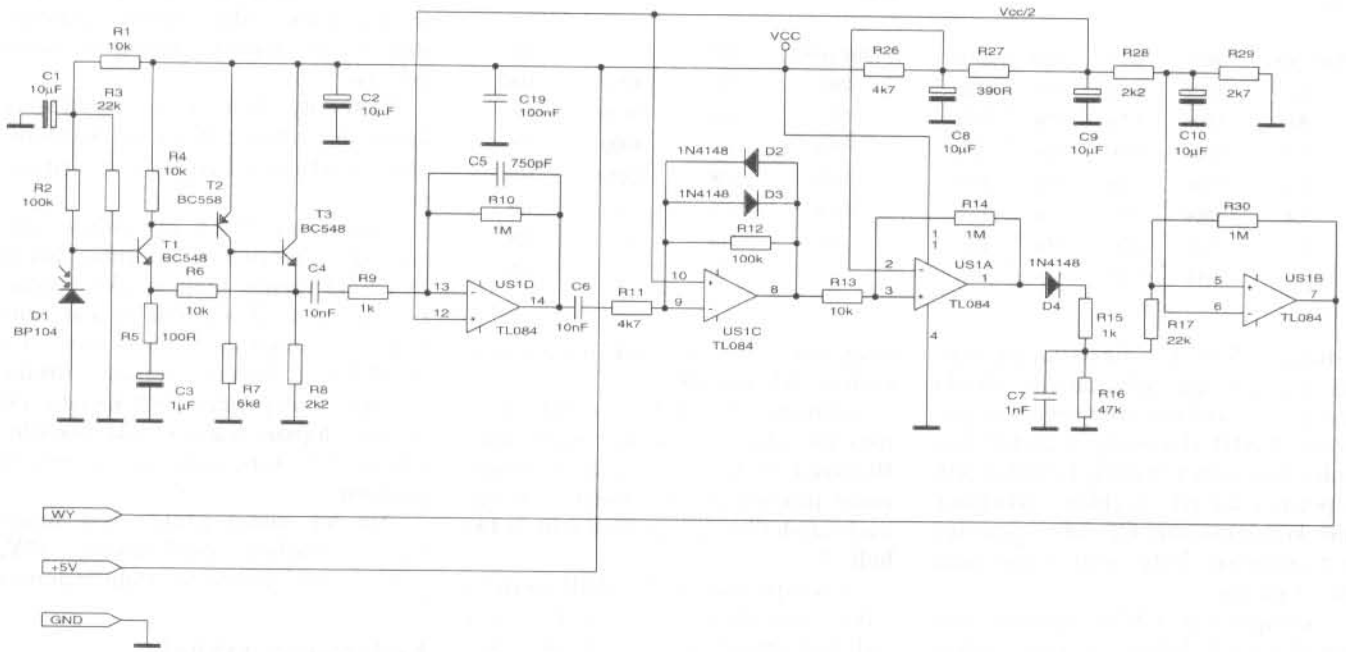 Vcc/2
R1
10k
C1
10µF
R3
22k
R2
100k
R4
10k
T2
BC558
T3
BC548
T1
BC548
R6
10k
D1
BP104
R5
100R
C3
1µF
R7
6k8
R8
2k2
C2
10µF
C19
100nF
C4
10nF
R9
1k
C5
750pF
R10
1M
13
12
14
US1D
TL084
C6
10nF
R11
4k7
VCC
1N4148
D2
1N4148
D3
R12
100k
10
9
8
US1C
TL084
R13
10k
R26
4k7
R27
390R
R28
2k2
R29
2k7
C8
10µF
C9
10µF
C10
10µF
R14
1M
1
1
2
3
1
4
US1A
TL084
1N4148
D4
R15
1k
C7
1nF
R16
47k
R17
22k
R30
1M
5
6
7
US1B
TL084
WY
+5V
GND